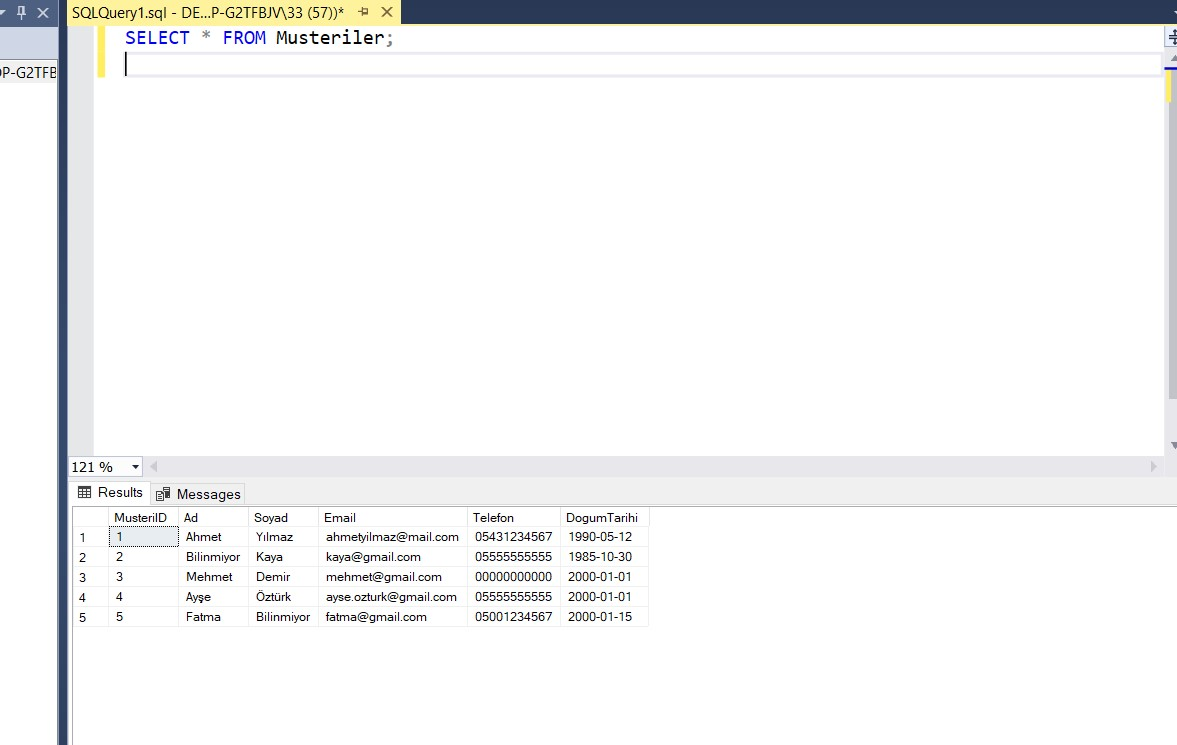 SQLQuery1.sql - DE...P-G2TFBJV\33 (57))*
SELECT * FROM Musteriler;
P-G2TFB
121 %
Results Messages
MusteriID Ad Soyad Email Telefon DogumTarihi
1 1 Ahmet Yılmaz ahmetyilmaz@mail.com 05431234567 1990-05-12
2 2 Bilinmiyor Kaya kaya@gmail.com 05555555555 1985-10-30
3 3 Mehmet Demir mehmet@gmail.com 00000000000 2000-01-01
4 4 Ayşe Öztürk ayse.ozturk@gmail.com 05555555555 2000-01-01
5 5 Fatma Bilinmiyor fatma@gmail.com 05001234567 2000-01-15